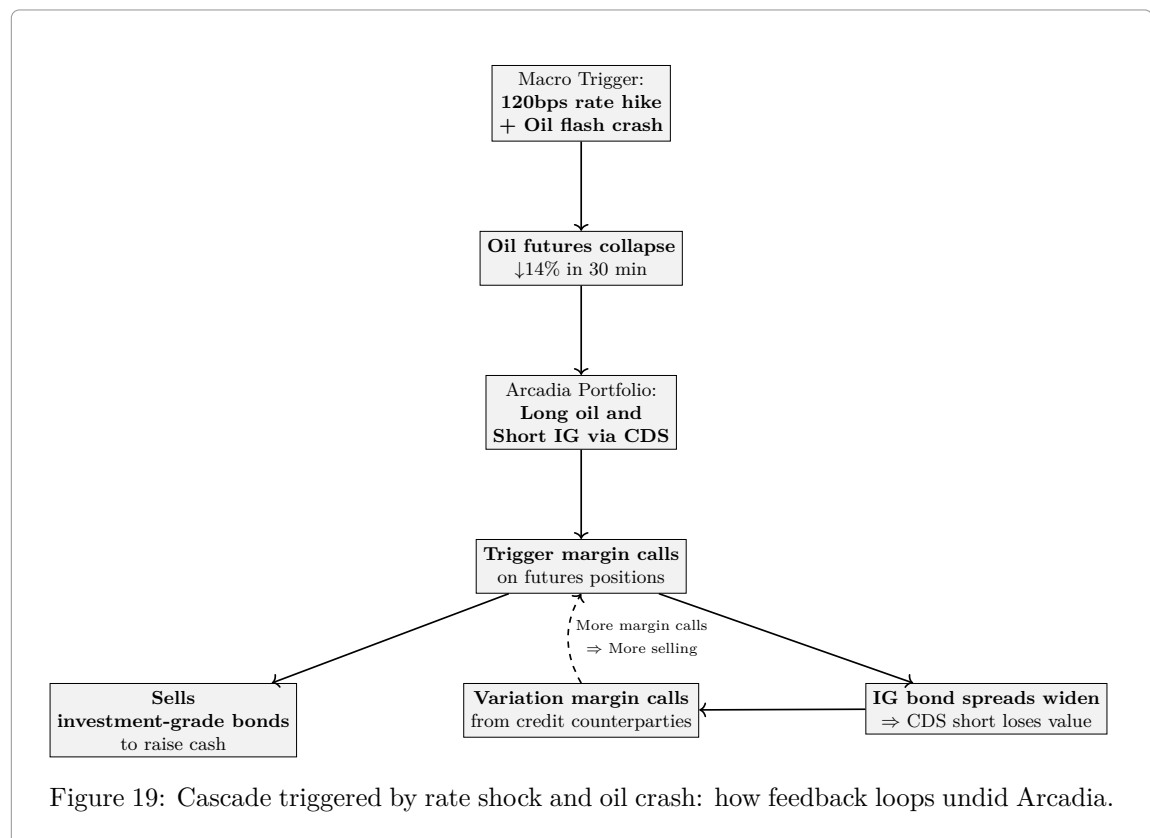 Macro Trigger:
120bps rate hike
+ Oil flash crash
Oil futures collapse
↓14% in 30 min
Arcadia Portfolio:
Long oil and
Short IG via CDS
Trigger margin calls
on futures positions
More margin calls
⇒ More selling
Sells
investment-grade bonds
to raise cash
Variation margin calls
from credit counterparties
IG bond spreads widen
⇒ CDS short loses value
Figure 19: Cascade triggered by rate shock and oil crash: how feedback loops undid Arcadia.